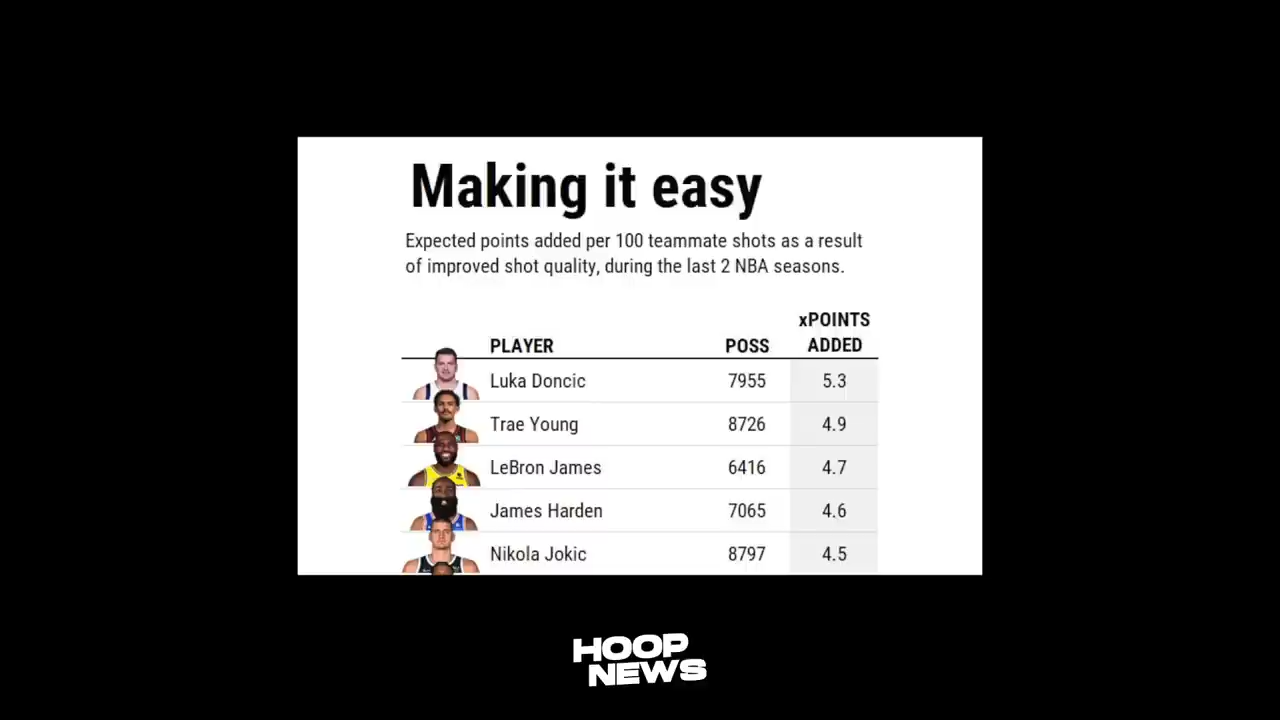 Making it easy
Expected points added per 100 teammate shots as a result
of improved shot quality, during the last 2 NBA seasons.
PLAYER POSS xPOINTS ADDED
Luka Doncic 7955 5.3
Trae Young 8726 4.9
LeBron James 6416 4.7
James Harden 7065 4.6
Nikola Jokic 8797 4.5
HOOP
NEWS